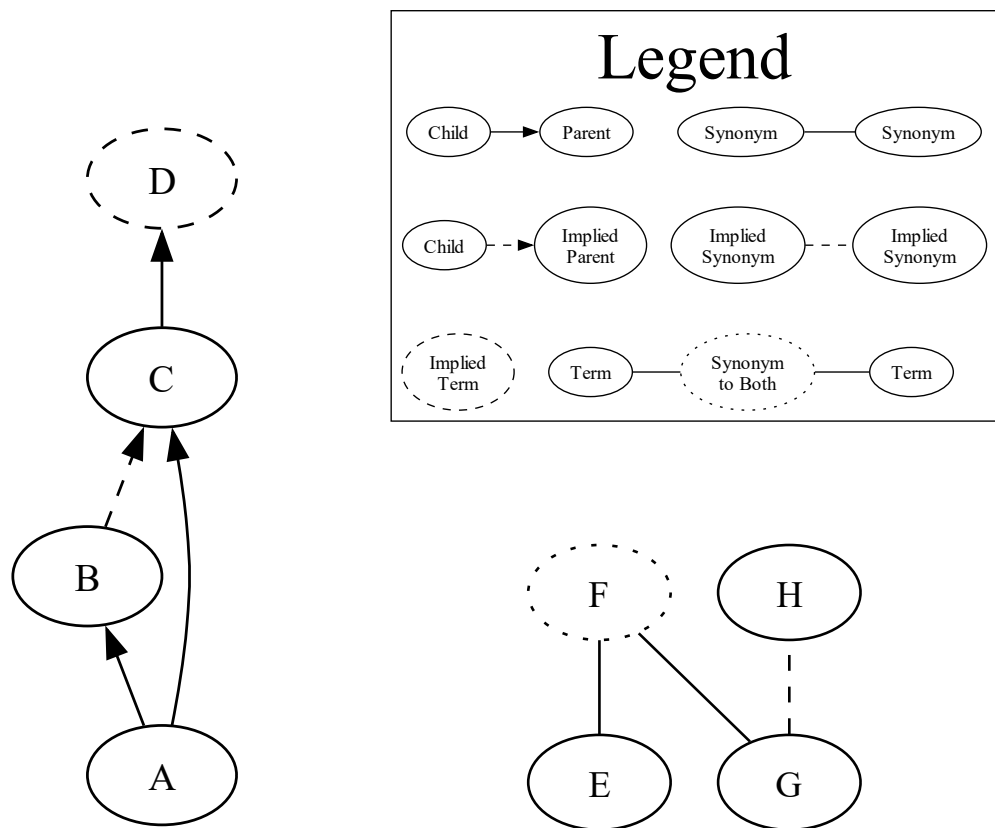 Legend
Child
Parent
Synonym
Synonym
Child
Implied
Parent
Implied
Synonym
Implied
Synonym
Implied
Term
Term
Synonym
to Both
Term
D
C
B
A
F
H
E
G